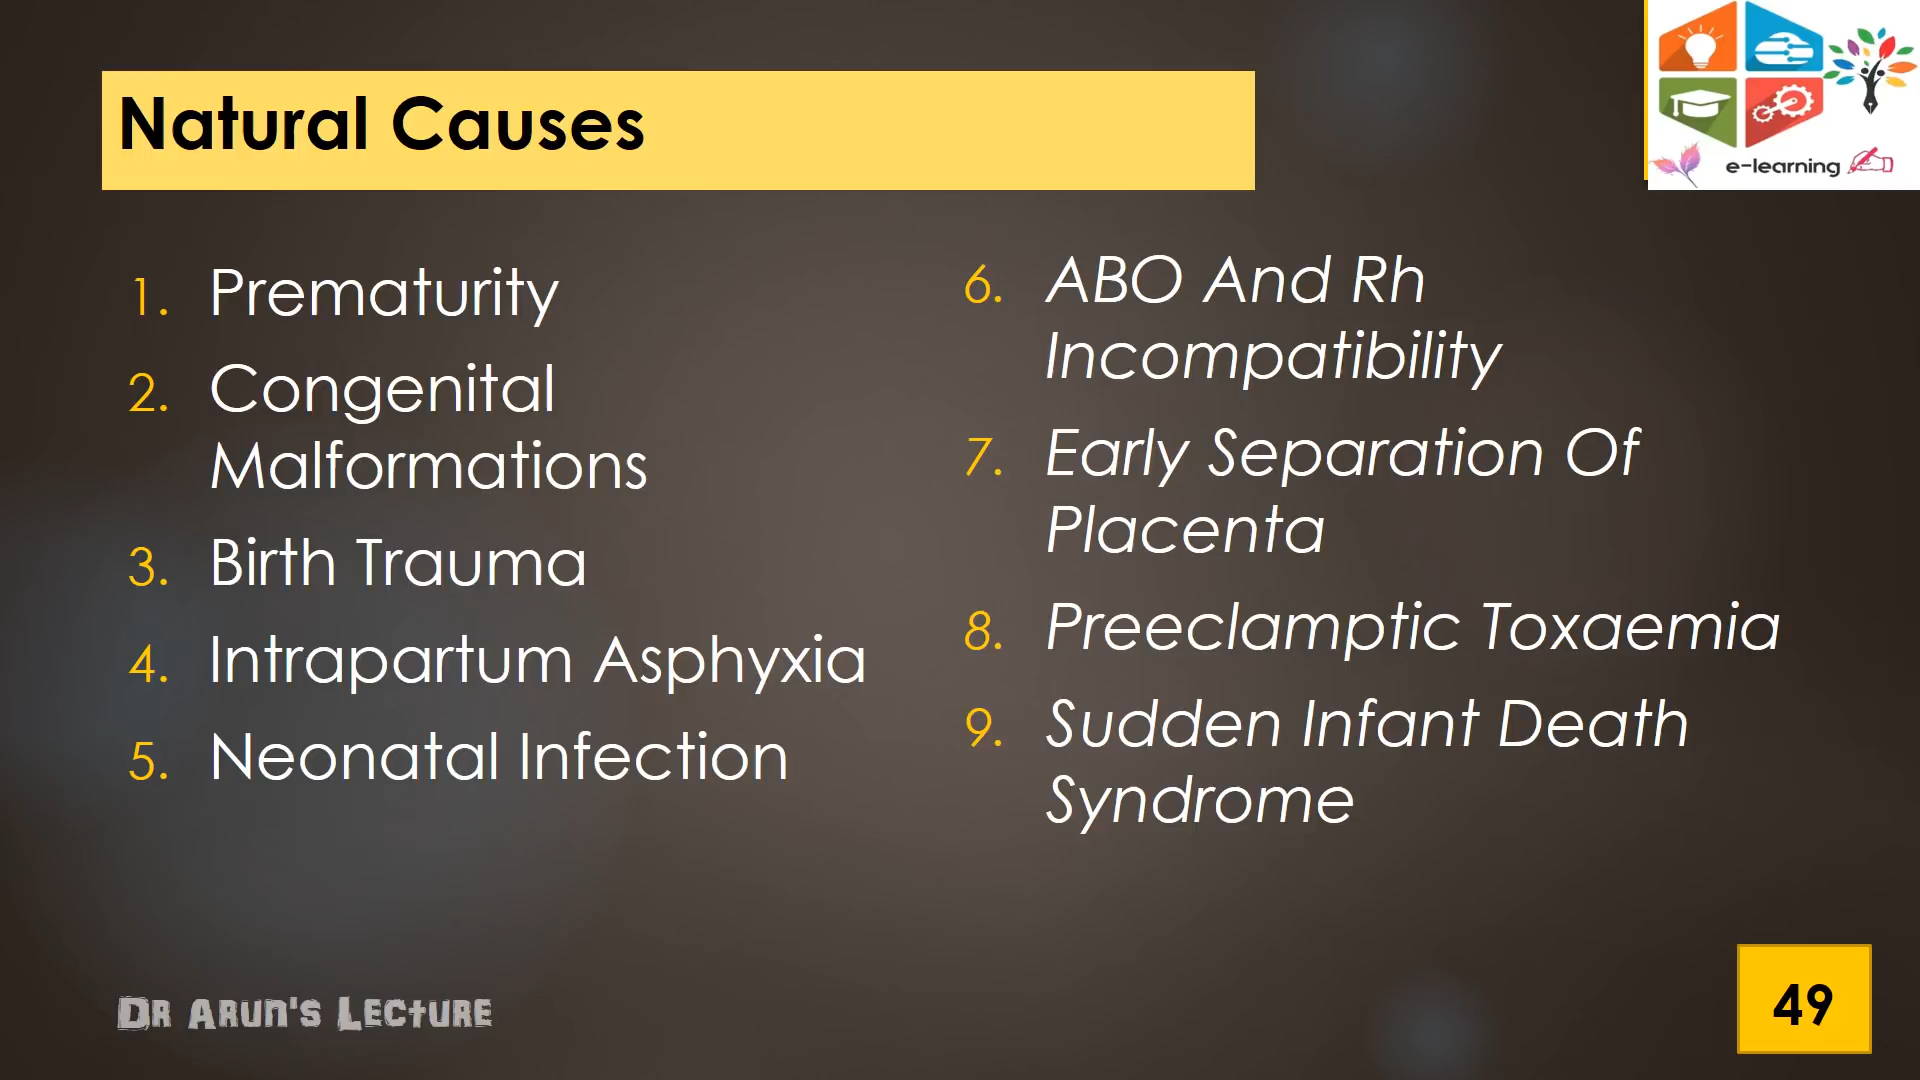 Natural Causes
e-learning
1. Prematurity
2. Congenital
Malformations
3. Birth Trauma
4. Intrapartum Asphyxia
5. Neonatal Infection
6. ABO And Rh
Incompatibility
7. Early Separation Of
Placenta
8. Preeclamptic Toxaemia
9. Sudden Infant Death
Syndrome
Dr Arun's Lecture
49